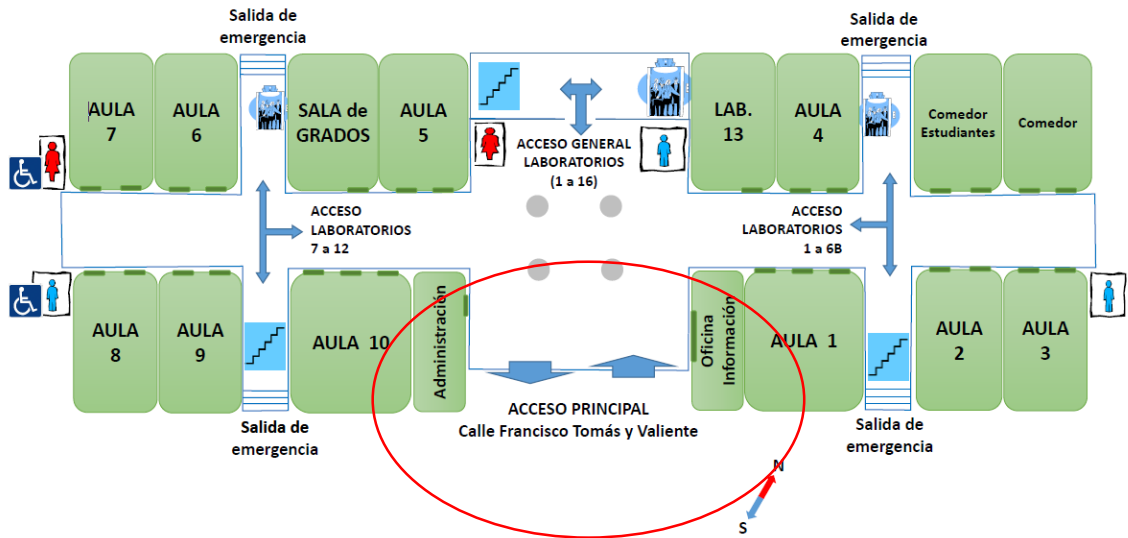 Salida de
emergencia
Salida de
emergencia
AULA
7
AULA
6
SALA de
GRADOS
AULA
5
LAB.
13
AULA
4
Comedor
Estudiantes
Comedor
ACCESO GENERAL
LABORATORIOS
(1 a 16)
ACCESO
LABORATORIOS
7 a 12
ACCESO
LABORATORIOS
1 a 6B
AULA
8
AULA
9
AULA 10
Administración
Oficina
Información
AULA 1
AULA
2
AULA
3
ACCESO PRINCIPAL
Calle Francisco Tomás y Valiente
Salida de
emergencia
Salida de
emergencia
N
S